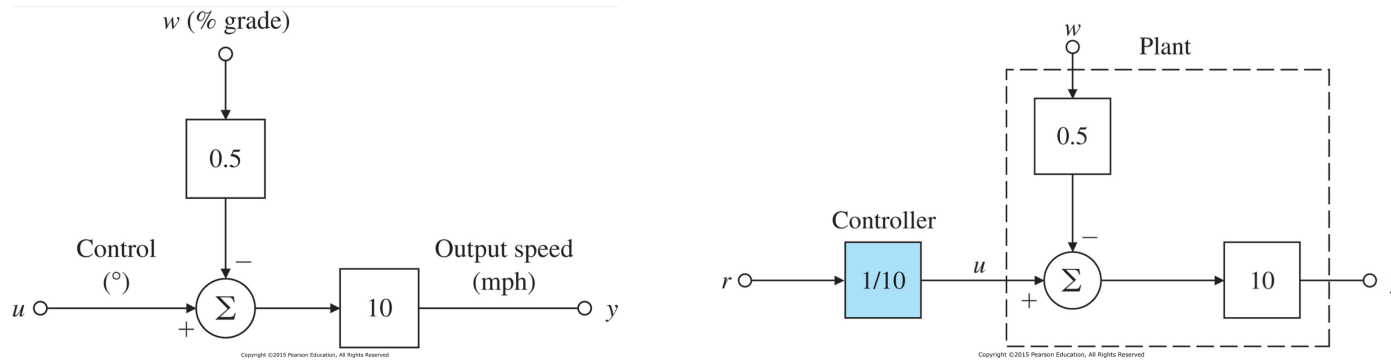 w (% grade)
0.5
Control
(°)
−
Output speed
(mph)
u
+
Σ
10
y
Copyright ©2015 Pearson Education, All Rights Reserved
w
Plant
0.5
Controller
−
r
1/10
u
+
Σ
10
Copyright ©2015 Pearson Education, All Rights Reserved